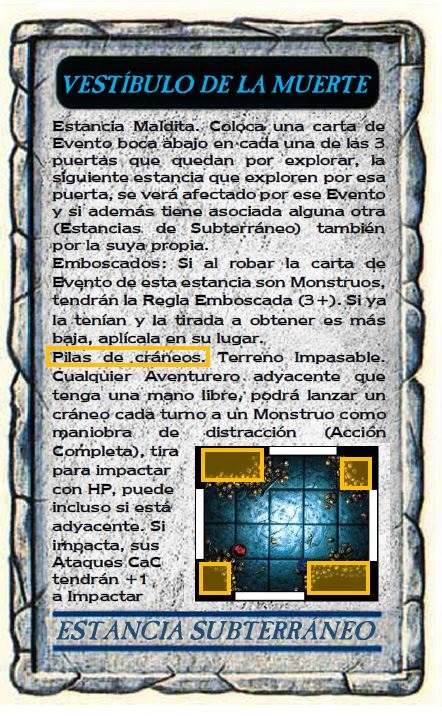 VESTÍBULO DE LA MUERTE
Estancia Maldita. Coloca una carta de
Evento boca abajo en cada una de las 3
puertas que quedan por explorar, la
siguiente estancia que exploren por esa
puerta, se verá afectado por ese Evento
y si además tiene asociada alguna otra
(Estancias de Subterráneo) también
por la suya propia.
Emboscados: Si al robar la carta de
Evento de esta estancia son Monstruos,
tendrán la Regla Emboscada (3+). Si ya
la tenían y la tirada a obtener es más
baja, aplícala en su lugar.
Pilas de cráneos. Terreno Impasable.
Cualquier Aventurero adyacente que
tenga una mano libre, podrá lanzar un
cráneo cada turno a un Monstruo como
maniobra de distracción (Acción
Completa), tira
para impactar
con HP, puede
incluso si está
adyacente. Si
impacta, sus
Ataques CaC
tendrán +1
a Impactar
ESTANCIA SUBTERRÁNEO